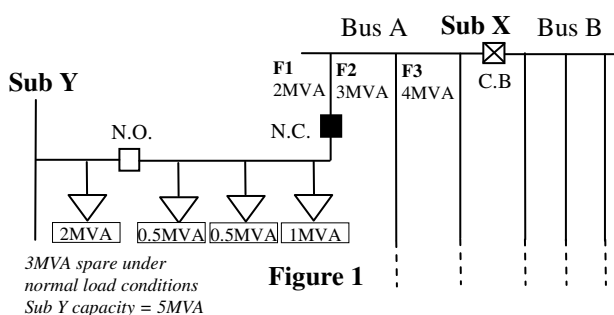 Bus A
Sub X
Bus B
F1
F2
F3
2MVA
3MVA
4MVA
C.B
Sub Y
N.O.
N.C.
2MVA
0.5MVA
0.5MVA
1MVA
3MVA spare under
normal load conditions
Sub Y capacity = 5MVA
Figure 1